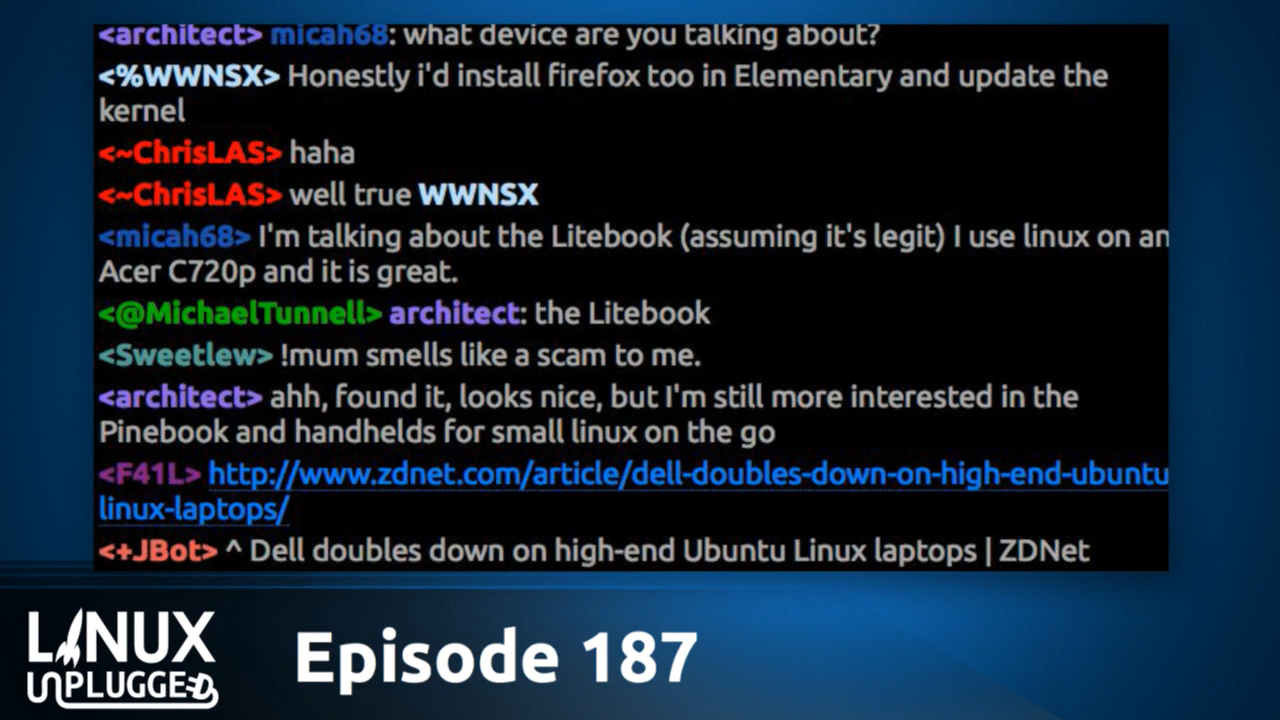 <architect> micah68: what device are you talking about?
<%WWNSX> Honestly i'd install firefox too in Elementary and update the
kernel
<~ChrisLAS> haha
<~ChrisLAS> well true WWNSX
<micah68> I'm talking about the Litebook (assuming it's legit) I use linux on an
Acer C720p and it is great.
<@MichaelTunnell> architect: the Litebook
<Sweetlew> !mum smells like a scam to me.
<architect> ahh, found it, looks nice, but I'm still more interested in the
Pinebook and handhelds for small linux on the go
<F41L> http://www.zdnet.com/article/dell-doubles-down-on-high-end-ubuntu
linux-laptops/
<+JBot> ^ Dell doubles down on high-end Ubuntu Linux laptops | ZDNet
LINUX
UNPLUGGED
Episode 187